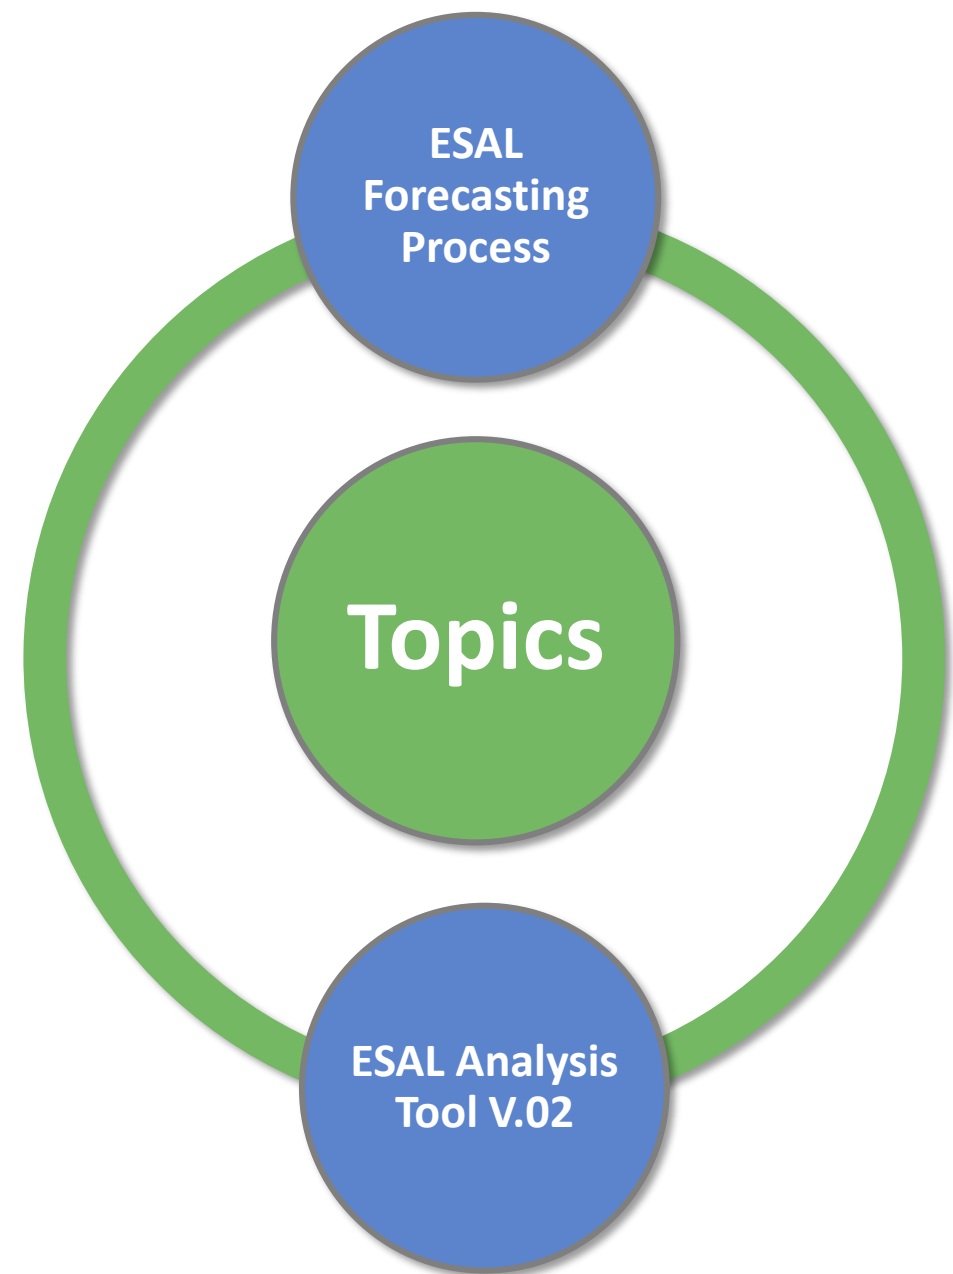 ESAL
Forecasting
Process
Topics
ESAL Analysis
Tool V.02